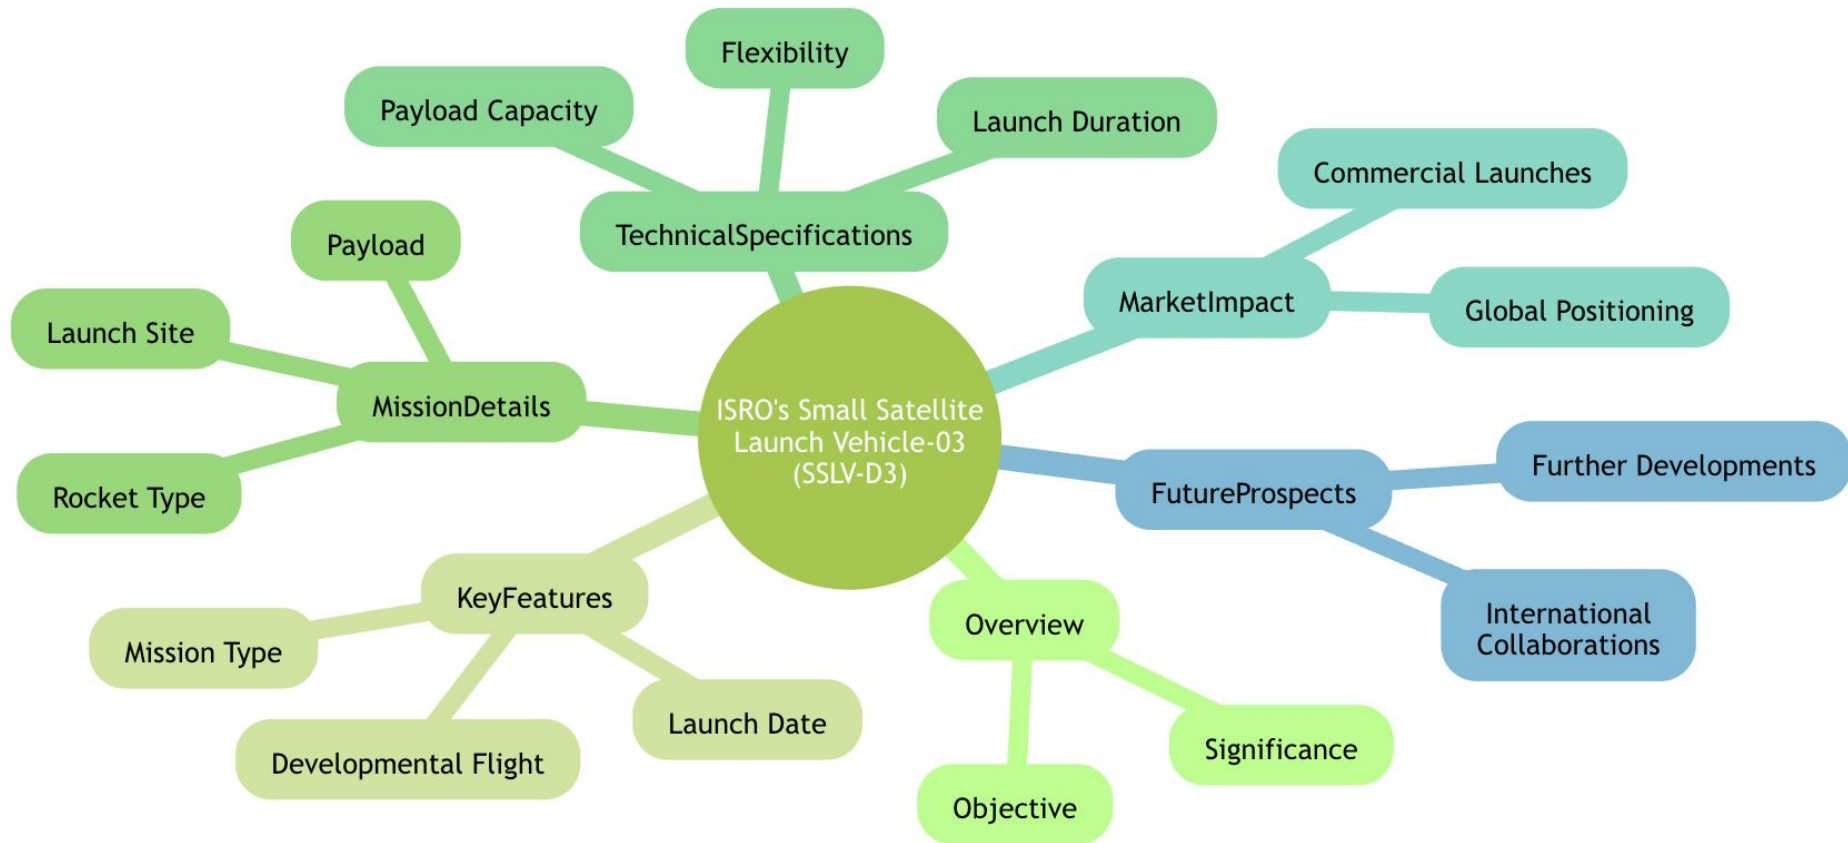 Flexibility
Payload Capacity
Launch Duration
TechnicalSpecifications
Commercial Launches
MarketImpact
Global Positioning
Payload
Launch Site
MissionDetails
Rocket Type
ISRO's Small Satellite
Launch Vehicle-03
(SSLV-D3)
Further Developments
FutureProspects
International
Collaborations
KeyFeatures
Mission Type
Developmental Flight
Launch Date
Overview
Significance
Objective